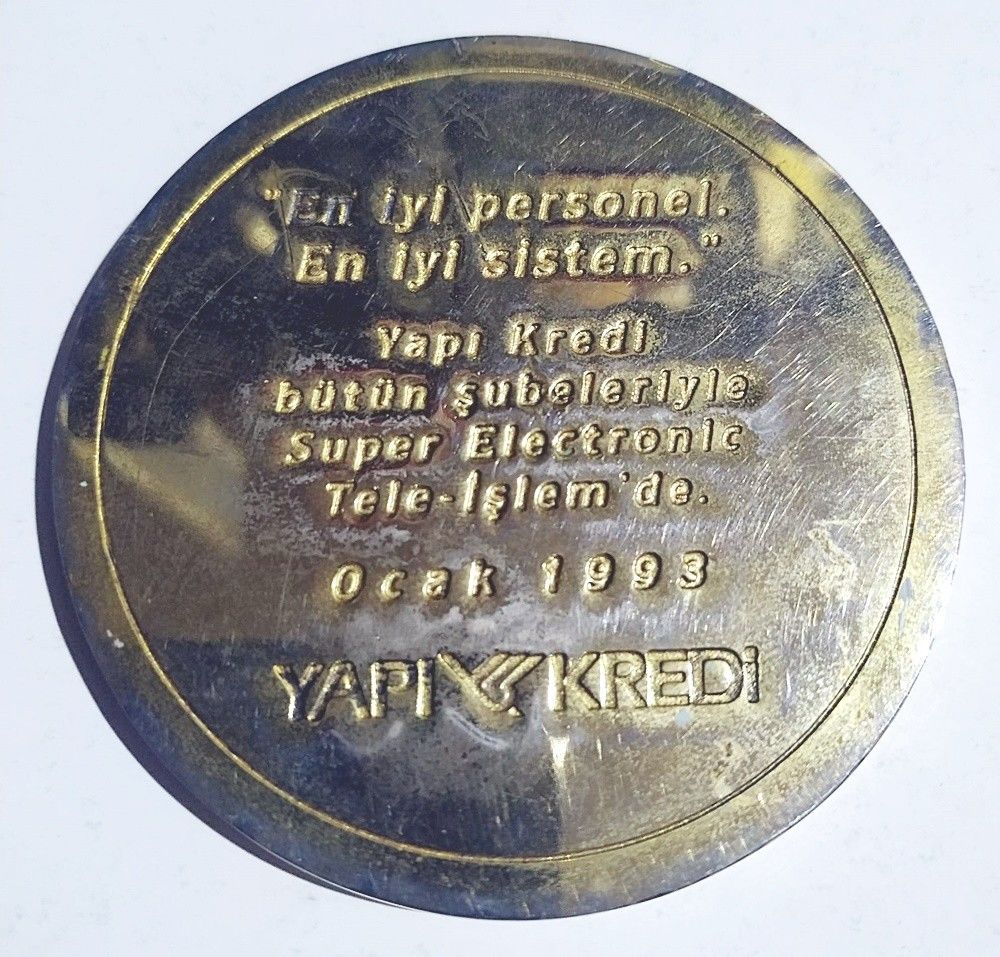 "En iyi personel.
En iyi sistem."
Yapı Kredi
bütün şubeleriyle
Super Electronic
Tele-İşlem'de.
Ocak 1993
YAPI KREDi